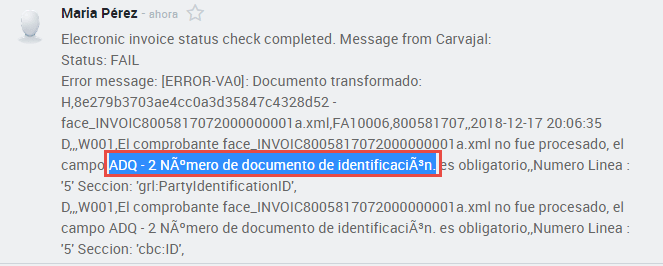 Maria Pérez - ahora
Electronic invoice status check completed. Message from Carvajal:
Status: FAIL
Error message: [ERROR-VA0]: Documento transformado:
H,8e279b3703ae4cc0a3d35847c4328d52 -
face_INVOIC8005817072000000001a.xml,FA10006,800581707,,2018-12-17 20:06:35
D,,,W001,El comprobante face_INVOIC8005817072000000001a.xml no fue procesado, el
campo ADQ - 2 NÃºmero de documento de identificaciÃ³n. es obligatorio,,Numero Linea :
'5' Seccion: 'grl:PartyIdentificationID',
D,,,W001,El comprobante face_INVOIC8005817072000000001a.xml no fue procesado, el
campo ADQ - 2 NÃºmero de documento de identificaciÃ³n. es obligatorio,,Numero Linea :
'5' Seccion: 'cbc:ID',